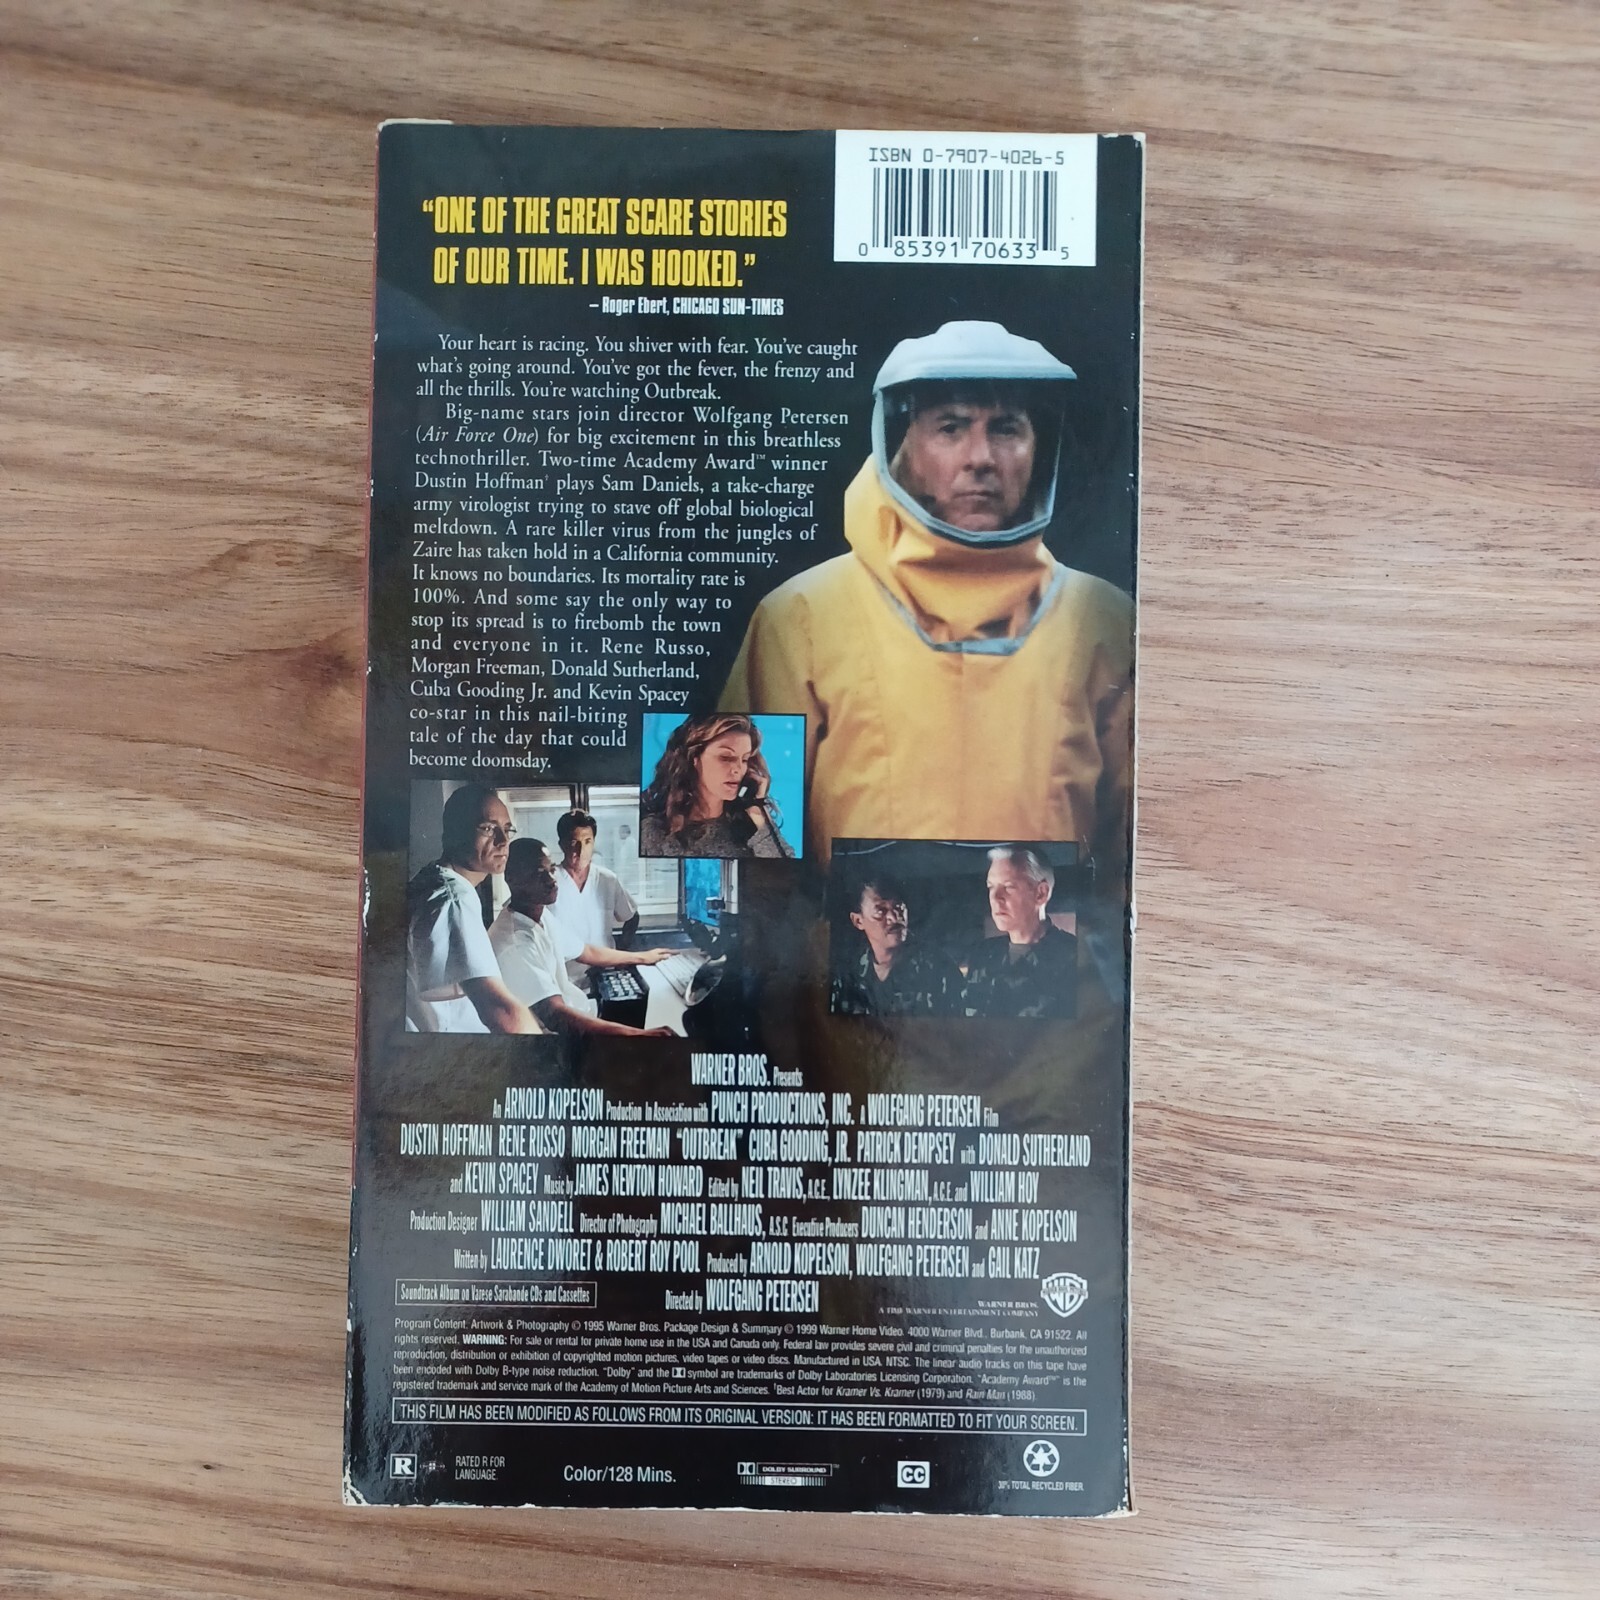 ISBN 0-7907-4026-5
0 85391 70633 5
“ONE OF THE GREAT SCARE STORIES
OF OUR TIME. I WAS HOOKED.”
– Roger Ebert, CHICAGO SUN-TIMES
Your heart is racing. You shiver with fear. You've caught
what's going around. You've got the fever, the frenzy and
all the thrills. You're watching Outbreak.
Big-name stars join director Wolfgang Petersen
(Air Force One) for big excitement in this breathless
technothriller. Two-time Academy Award™ winner
Dustin Hoffman† plays Sam Daniels, a take-charge
army virologist trying to stave off global biological
meltdown. A rare killer virus from the jungles of
Zaire has taken hold in a California community.
It knows no boundaries. Its mortality rate is
100%. And some say the only way to
stop its spread is to firebomb the town
and everyone in it. Rene Russo,
Morgan Freeman, Donald Sutherland,
Cuba Gooding Jr. and Kevin Spacey
co-star in this nail-biting
tale of the day that could
become doomsday.
WARNER BROS. Presents
An ARNOLD KOPELSON Production In Association with PUNCH PRODUCTIONS, INC. A WOLFGANG PETERSEN Film
DUSTIN HOFFMAN RENE RUSSO MORGAN FREEMAN “OUTBREAK” CUBA GOODING, JR. PATRICK DEMPSEY with DONALD SUTHERLAND
and KEVIN SPACEY Music by JAMES NEWTON HOWARD Edited by NEIL TRAVIS, A.C.E., LYNZEE KLINGMAN, A.C.E. and WILLIAM HOY
Production Designer WILLIAM SANDELL Director of Photography MICHAEL BALLHAUS, A.S.C. Executive Producers DUNCAN HENDERSON and ANNE KOPELSON
Written by LAURENCE DWORET & ROBERT ROY POOL Produced by ARNOLD KOPELSON, WOLFGANG PETERSEN and GAIL KATZ
Directed by WOLFGANG PETERSEN
Soundtrack Album on Varese Sarabande CDs and Cassettes
WARNER BROS.
A TIME WARNER ENTERTAINMENT COMPANY
Program Content, Artwork & Photography © 1995 Warner Bros. Package Design & Summary © 1999 Warner Home Video. 4000 Warner Blvd., Burbank, CA 91522. All
rights reserved. WARNING: For sale or rental for private home use in the USA and Canada only. Federal law provides severe civil and criminal penalties for the unauthorized
reproduction, distribution or exhibition of copyrighted motion pictures, video tapes or video discs. Manufactured in USA. NTSC. The linear audio tracks on this tape have
been encoded with Dolby B-type noise reduction. “Dolby” and the symbol are trademarks of Dolby Laboratories Licensing Corporation. “Academy Award™” is the
registered trademark and service mark of the Academy of Motion Picture Arts and Sciences. †Best Actor for Kramer Vs. Kramer (1979) and Rain Man (1988).
THIS FILM HAS BEEN MODIFIED AS FOLLOWS FROM ITS ORIGINAL VERSION: IT HAS BEEN FORMATTED TO FIT YOUR SCREEN.
R
RATED R FOR
LANGUAGE.
Color/128 Mins.
DOLBY SURROUND™
STEREO
CC
30% TOTAL RECYCLED FIBER